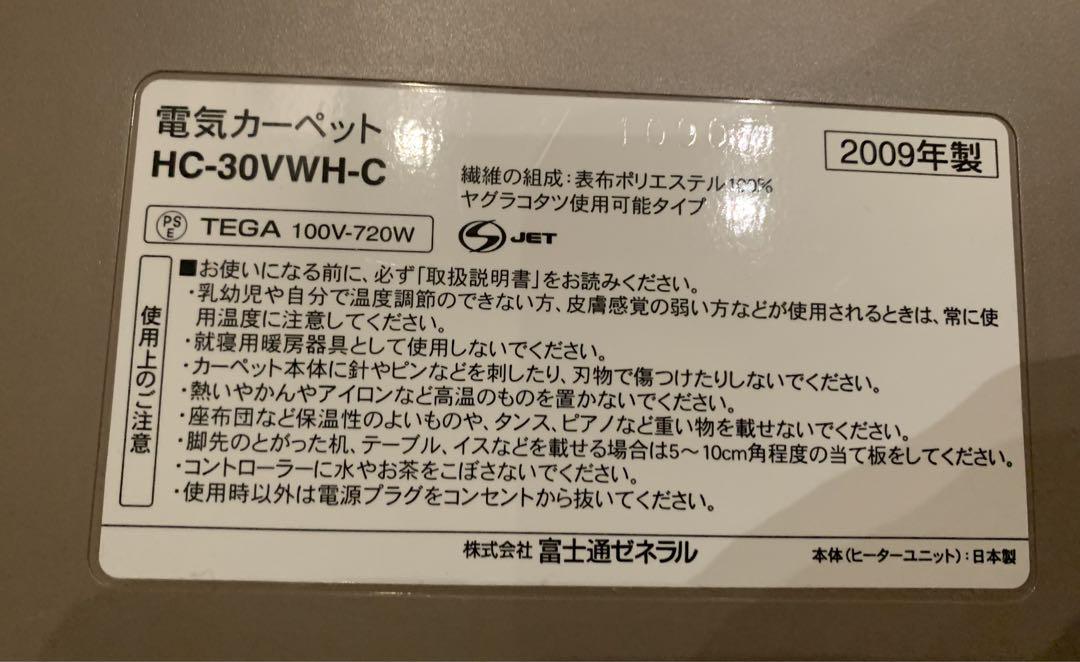 電気カーペット
HC-30VWH-C
2009年製
繊維の組成：表布ポリエステル100%
ヤグラコタツ使用可能タイプ
PS E TEGA 100V-720W
JET
使用上のご注意
■お使いになる前に、必ず「取扱説明書」をお読みください。
・乳幼児や自分で温度調節のできない方、皮膚感覚の弱い方などが使用されるときは、常に使
用温度に注意してください。
・就寝用暖房器具として使用しないでください。
・カーペット本体に針やピンなどを刺したり、刃物で傷つけたりしないでください。
・熱いやかんやアイロンなど高温のものを置かないでください。
・座布団など保温性のよいものや、タンス、ピアノなど重い物を載せないでください。
・脚先のとがった机、テーブル、イスなどを載せる場合は5〜10cm角程度の当て板をしてください。
・コントローラーに水やお茶をこぼさないでください。
・使用時以外は電源プラグをコンセントから抜いてください。
株式会社 富士通ゼネラル
本体（ヒーターユニット）：日本製